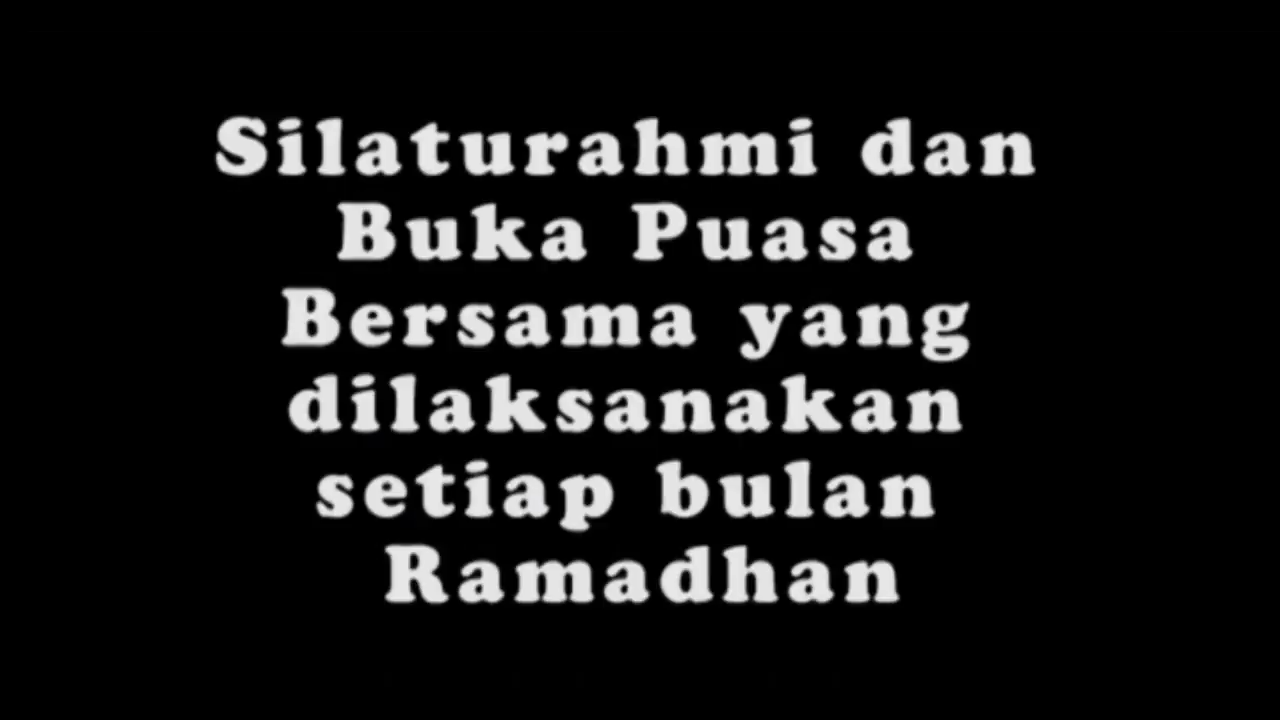 Silaturahmi dan
Buka Puasa
Bersama yang
dilaksanakan
setiap bulan
Ramadhan